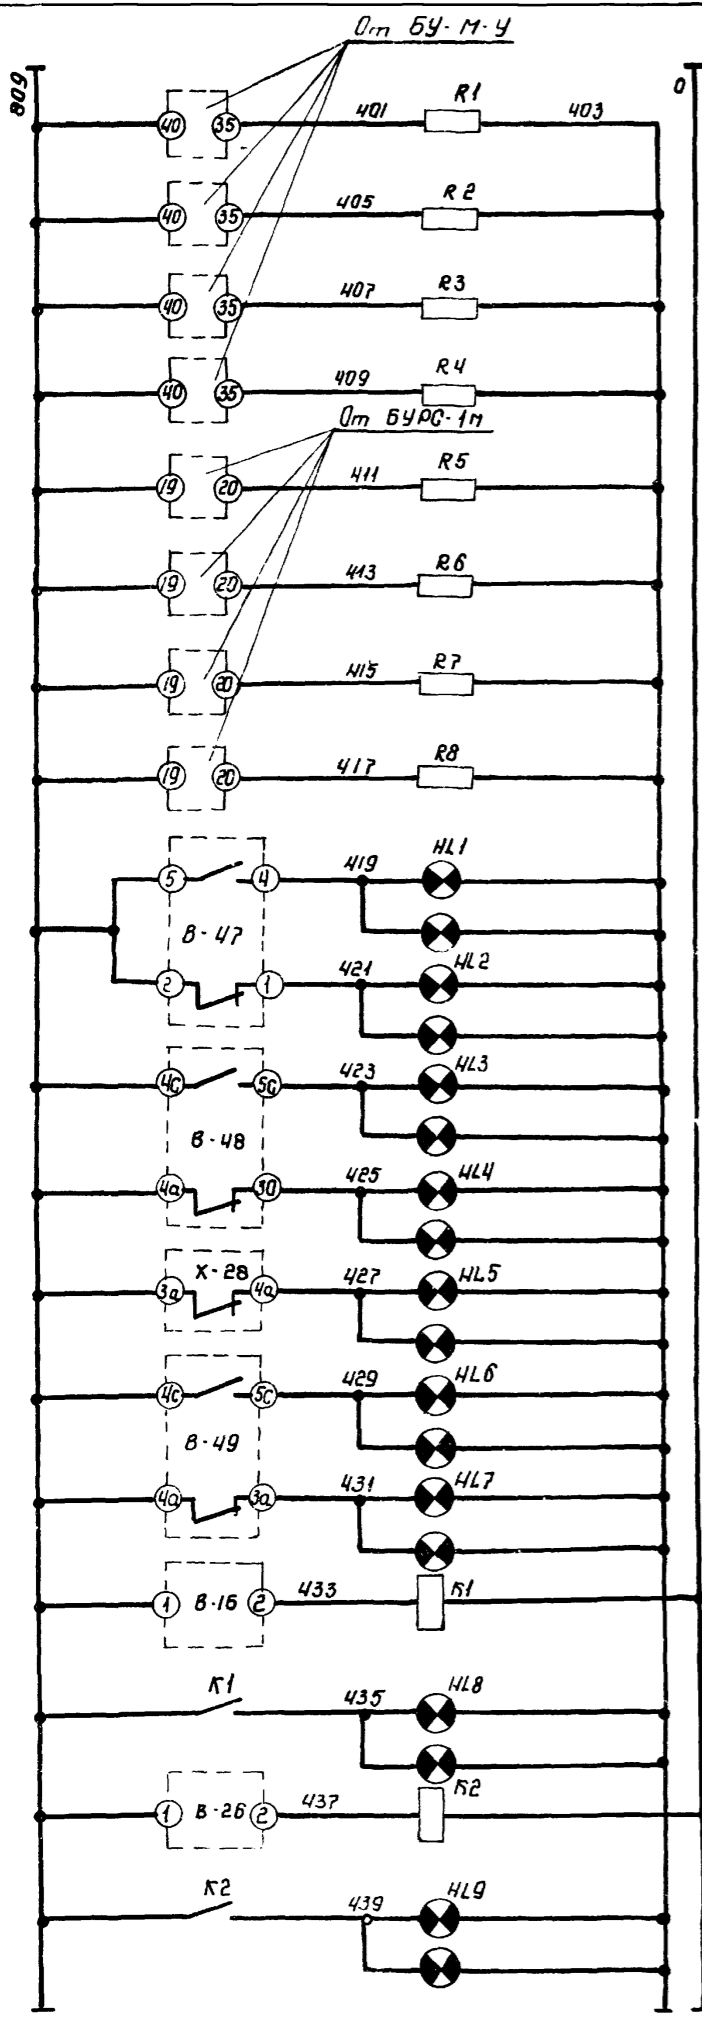 От БУ-М-У
809
0
40 35 401 R1 403
40 35 405 R2
40 35 407 R3
40 35 409 R4
От БУРС-1М
19 20 411 R5
19 20 413 R6
19 20 415 R7
19 20 417 R8
5 4 419 HL1
В-47
2 1 421 HL2
4С 5С 423 HL3
В-48
4а 3а 425 HL4
Х-28
3а 4а 427 HL5
4С 5С 429 HL6
В-49
4а 3а 431 HL7
1 В-16 2 433 К1
К1 435 HL8
1 В-26 2 437 К2
К2 439 HL9